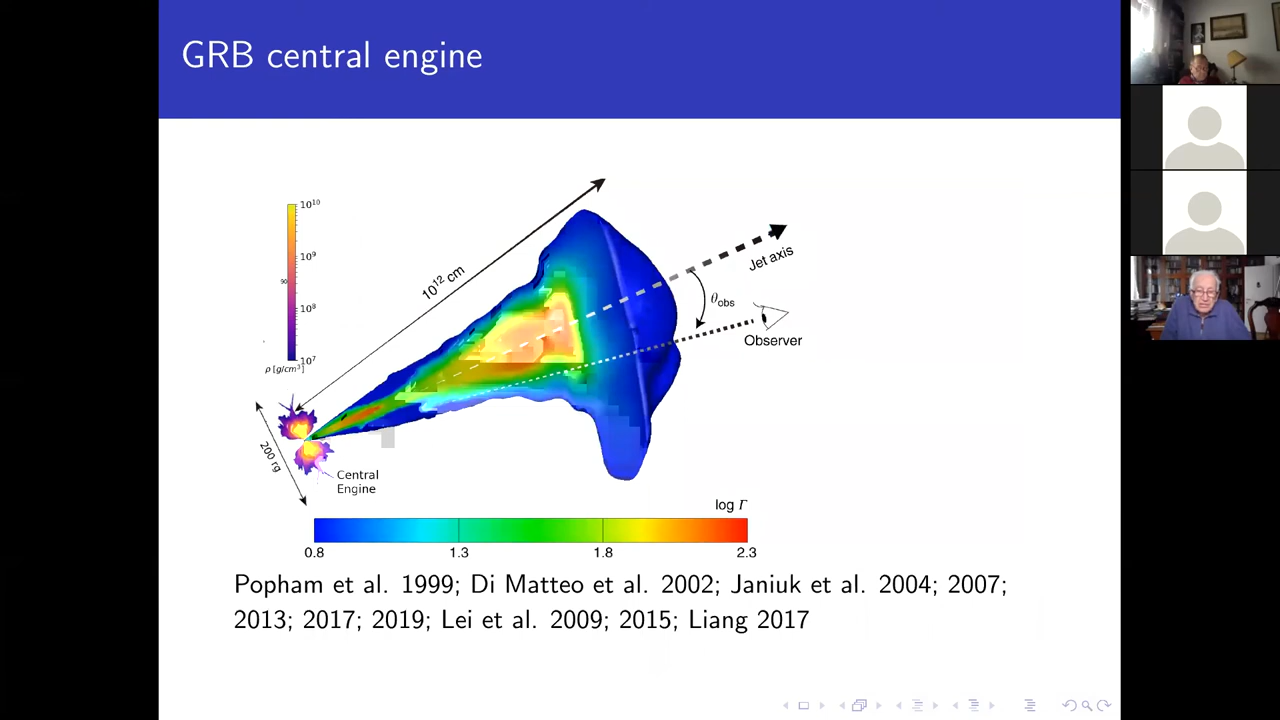 GRB central engine
10¹⁰
10⁹
90
10⁸
10⁷
ρ [g/cm³]
10¹² cm
Jet axis
θobs
Observer
200 rg
Central
Engine
log Γ
0.8 1.3 1.8 2.3
Popham et al. 1999; Di Matteo et al. 2002; Janiuk et al. 2004; 2007;
2013; 2017; 2019; Lei et al. 2009; 2015; Liang 2017